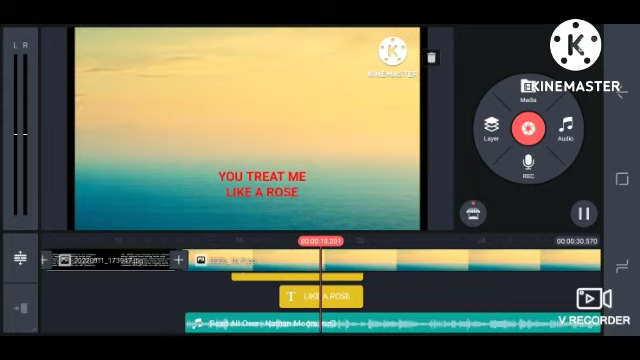 L R
KINEMASTER
KINEMASTER
Media
Layer
Audio
REC
YOU TREAT ME
LIKE A ROSE
00:00:18.201
00:00:30.570
T LIKE A ROSE
V RECORDER